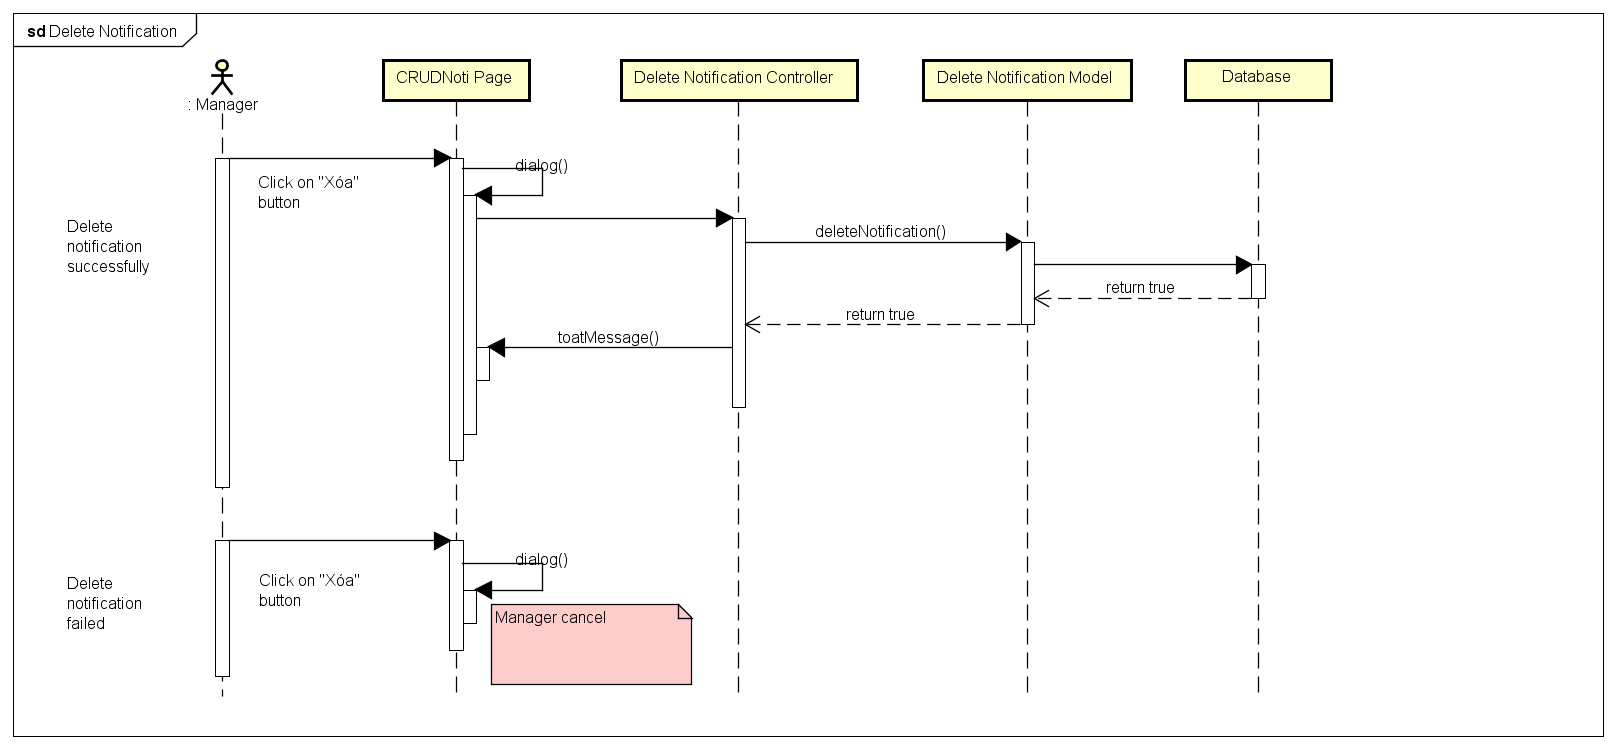 sd Delete Notification
: Manager
CRUDNoti Page
Delete Notification Controller
Delete Notification Model
Database
dialog()
Click on "Xóa"
button
Delete
notification
successfully
deleteNotification()
return true
return true
toatMessage()
dialog()
Click on "Xóa"
button
Delete
notification
failed
Manager cancel